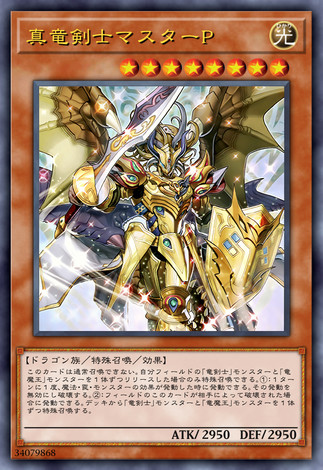 真竜剣士マスターP
光
【ドラゴン族／特殊召喚／効果】
このカードは通常召喚できない。自分フィールドの「竜剣士」モンスターと「竜
魔王」モンスターを１体ずつリリースした場合のみ特殊召喚できる。①：１ター
ンに１度、魔法・罠・モンスターの効果が発動した時に発動できる。その発動を
無効にし破壊する。②：フィールドのこのカードが相手によって破壊された場
合に発動できる。デッキから「竜剣士」モンスターと「竜魔王」モンスターを１体
ずつ特殊召喚する。
ATK/ 2950 DEF/ 2950
34079868